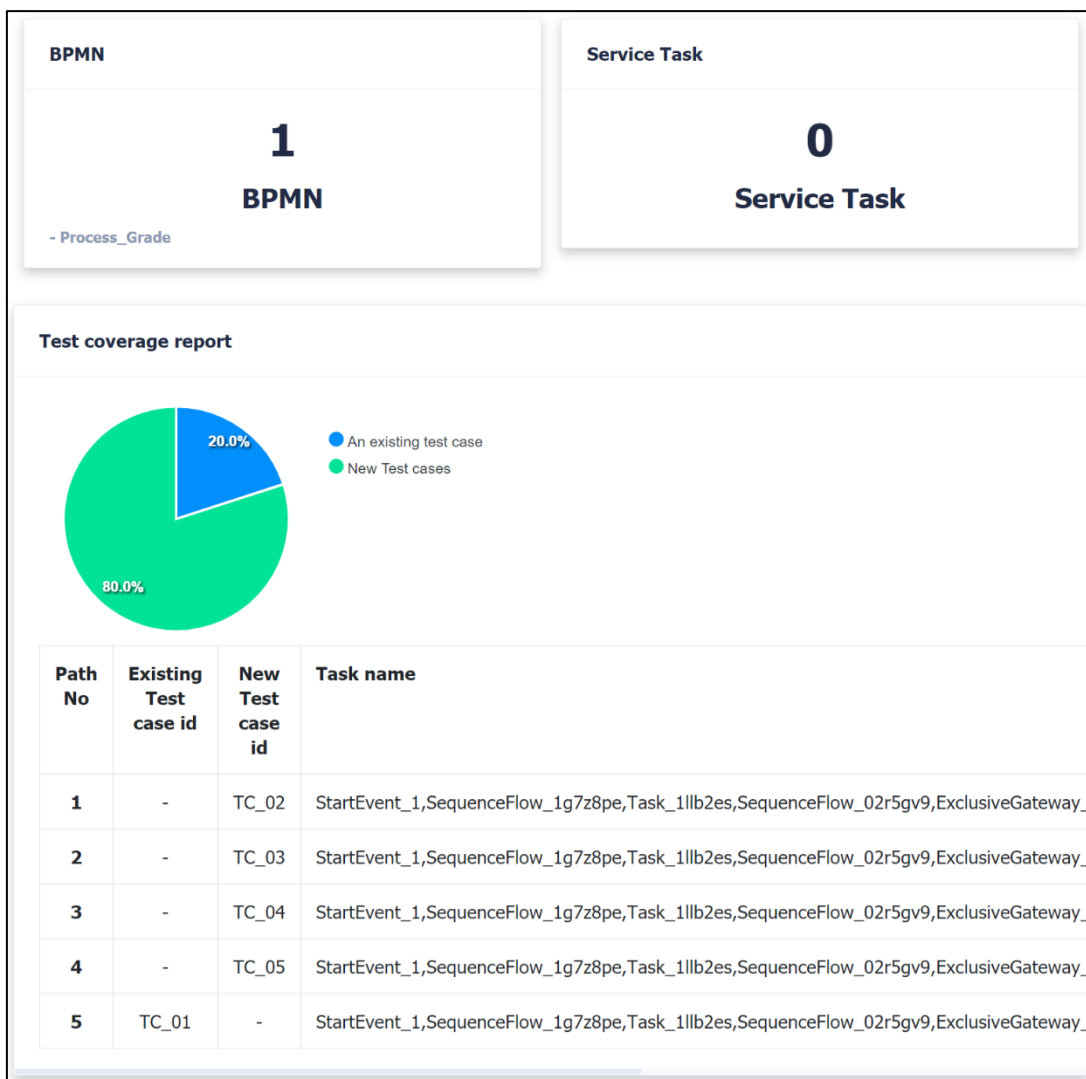 BPMN
Service Task
1
BPMN
- Process_Grade
0
Service Task
Test coverage report
20.0%
80.0%
An existing test case
New Test cases
Path No Existing Test case id New Test case id Task name
1 - TC_02 StartEvent_1,SequenceFlow_1g7z8pe,Task_1llb2es,SequenceFlow_02r5gv9,ExclusiveGateway_
2 - TC_03 StartEvent_1,SequenceFlow_1g7z8pe,Task_1llb2es,SequenceFlow_02r5gv9,ExclusiveGateway_
3 - TC_04 StartEvent_1,SequenceFlow_1g7z8pe,Task_1llb2es,SequenceFlow_02r5gv9,ExclusiveGateway_
4 - TC_05 StartEvent_1,SequenceFlow_1g7z8pe,Task_1llb2es,SequenceFlow_02r5gv9,ExclusiveGateway_
5 TC_01 - StartEvent_1,SequenceFlow_1g7z8pe,Task_1llb2es,SequenceFlow_02r5gv9,ExclusiveGateway_